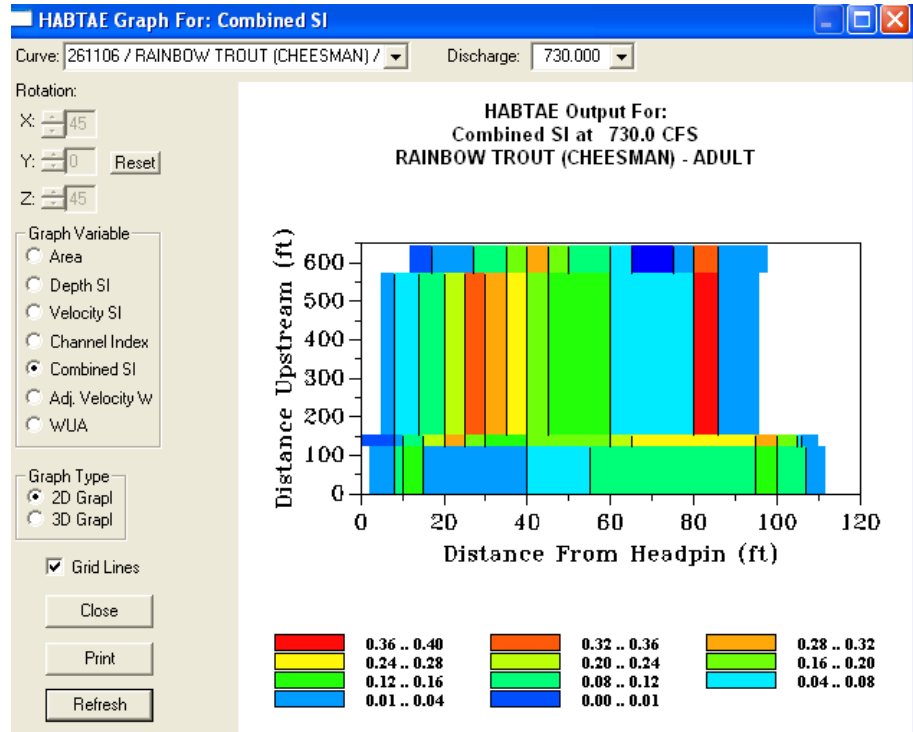 HABTAE Graph For: Combined SI
Curve: 261106 / RAINBOW TROUT (CHEESMAN) / Discharge: 730.000
Rotation:
X: 45
Y: 0 Reset
Z: 45
Graph Variable
Area
Depth SI
Velocity SI
Channel Index
Combined SI
Adj. Velocity W
WUA
Graph Type
2D Grapl
3D Grapl
Grid Lines
Close
Print
Refresh
HABTAE Output For:
Combined SI at 730.0 CFS
RAINBOW TROUT (CHEESMAN) - ADULT
Distance Upstream (ft)
600
500
400
300
200
100
0
0 20 40 60 80 100 120
Distance From Headpin (ft)
0.36 .. 0.40 0.32 .. 0.36 0.28 .. 0.32
0.24 .. 0.28 0.20 .. 0.24 0.16 .. 0.20
0.12 .. 0.16 0.08 .. 0.12 0.04 .. 0.08
0.01 .. 0.04 0.00 .. 0.01